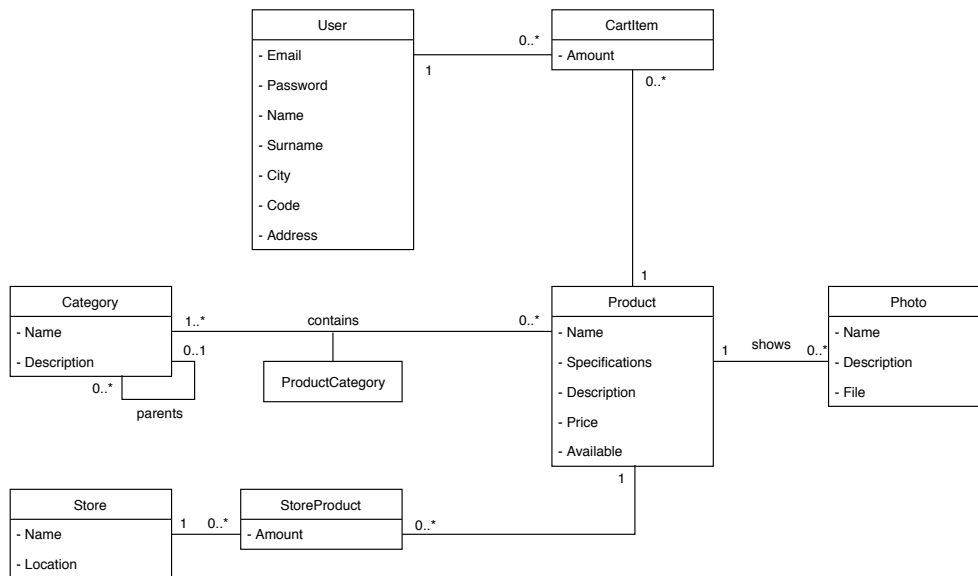 User
- Email
- Password
- Name
- Surname
- City
- Code
- Address
1
0..*
CartItem
- Amount
0..*
1
Category
- Name
- Description
1..*
contains
0..*
0..1
0..*
parents
ProductCategory
Product
- Name
- Specifications
- Description
- Price
- Available
1
shows
0..*
Photo
- Name
- Description
- File
1
Store
- Name
- Location
1
0..*
StoreProduct
- Amount
0..*